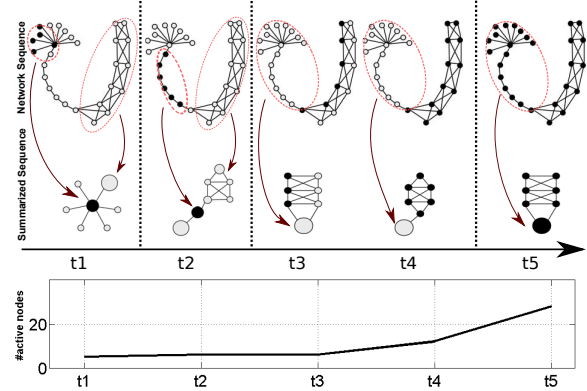 Network Sequence
Summarized Sequence
t1 t2 t3 t4 t5
#active nodes
20
0
t1 t2 t3 t4 t5